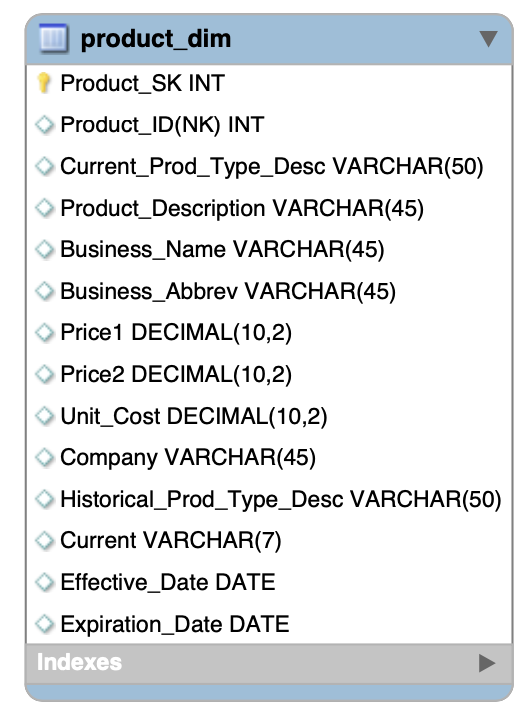 product_dim
Product_SK INT
Product_ID(NK) INT
Current_Prod_Type_Desc VARCHAR(50)
Product_Description VARCHAR(45)
Business_Name VARCHAR(45)
Business_Abbrev VARCHAR(45)
Price1 DECIMAL(10,2)
Price2 DECIMAL(10,2)
Unit_Cost DECIMAL(10,2)
Company VARCHAR(45)
Historical_Prod_Type_Desc VARCHAR(50)
Current VARCHAR(7)
Effective_Date DATE
Expiration_Date DATE
Indexes